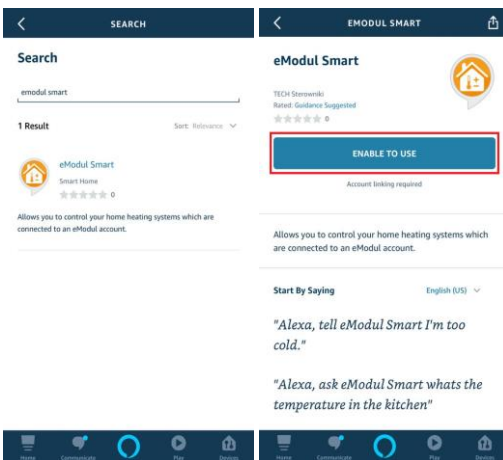 SEARCH
Search
emodul smart
1 Result
Sort: Relevance
eModul Smart
Smart Home
0
Allows you to control your home heating systems which are
connected to an eModul account.
Home Communicate Play Devices
EMODUL SMART
eModul Smart
TECH Sterowniki
Rated: Guidance Suggested
0
ENABLE TO USE
Account linking required
Allows you to control your home heating systems which
are connected to an eModul account.
Start By Saying English (US)
"Alexa, tell eModul Smart I'm too
cold."
"Alexa, ask eModul Smart whats the
temperature in the kitchen"
Home Communicate Play Devices